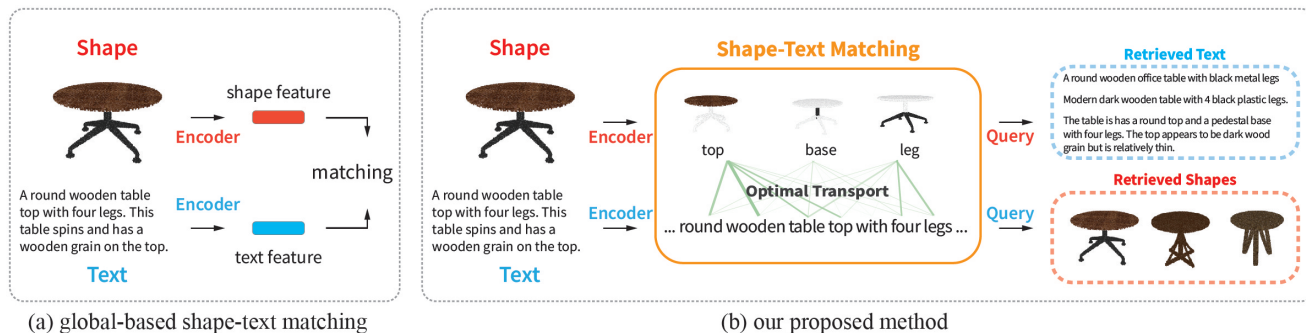 Shape
shape feature
Encoder
matching
A round wooden table
top with four legs. This
table spins and has a
wooden grain on the top.
Encoder
text feature
Text
(a) global-based shape-text matching
Shape
Encoder
A round wooden table
top with four legs. This
table spins and has a
wooden grain on the top.
Encoder
Text
Shape-Text Matching
top
base
leg
Optimal Transport
... round wooden table top with four legs ...
Query
Query
Retrieved Text
A round wooden office table with black metal legs
Modern dark wooden table with 4 black plastic legs.
The table is has a round top and a pedestal base
with four legs. The top appears to be dark wood
grain but is relatively thin.
Retrieved Shapes
(b) our proposed method